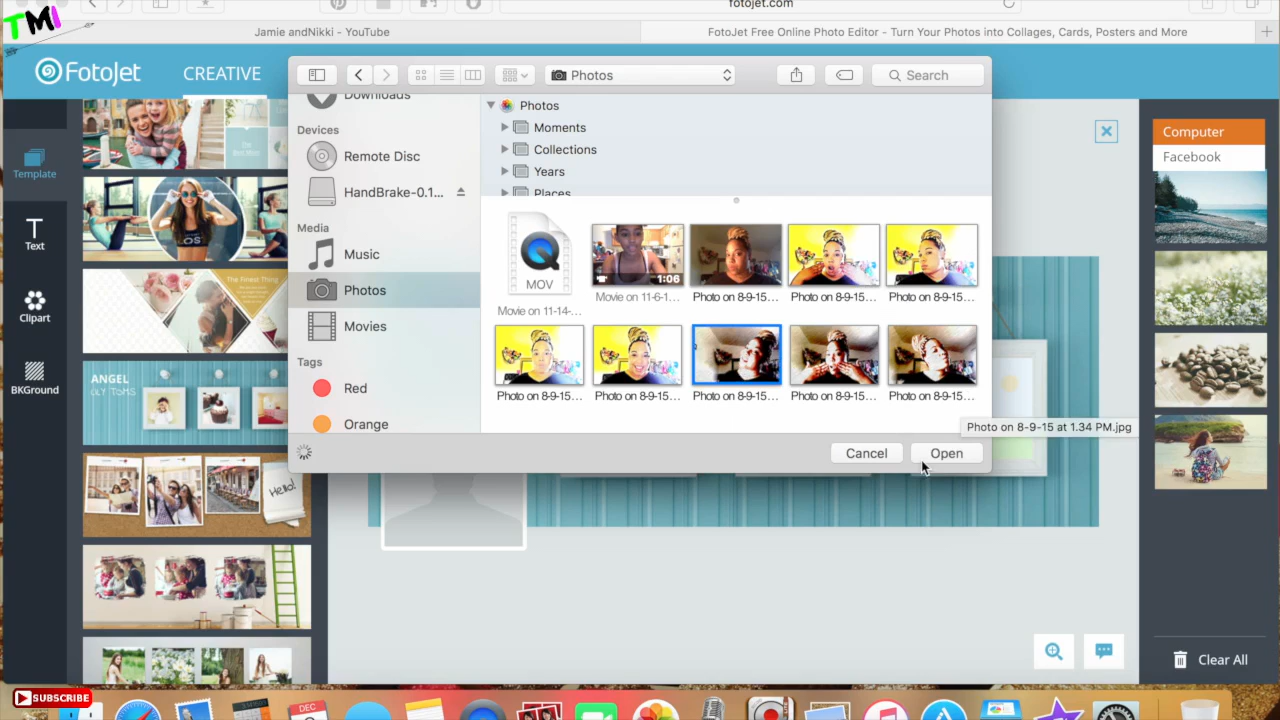 TMI
fotojet.com
Jamie andNikki - YouTube
FotoJet Free Online Photo Editor - Turn Your Photos into Collages, Cards, Posters and More
FotoJet
CREATIVE
Photos
Search
Downloads
Devices
Remote Disc
HandBrake-0.1...
Media
Music
Photos
Movies
Tags
Red
Orange
Photos
Moments
Collections
Years
Places
MOV
1:06
Movie on 11-14-...
Movie on 11-6-1...
Photo on 8-9-15...
Photo on 8-9-15...
Photo on 8-9-15...
Photo on 8-9-15...
Photo on 8-9-15...
Photo on 8-9-15...
Photo on 8-9-15...
Photo on 8-9-15...
Photo on 8-9-15 at 1.34 PM.jpg
Cancel
Open
Template
Text
Clipart
BKGround
The Finest Thing
ANGEL
Hello!
Computer
Facebook
Clear All
SUBSCRIBE
DEC